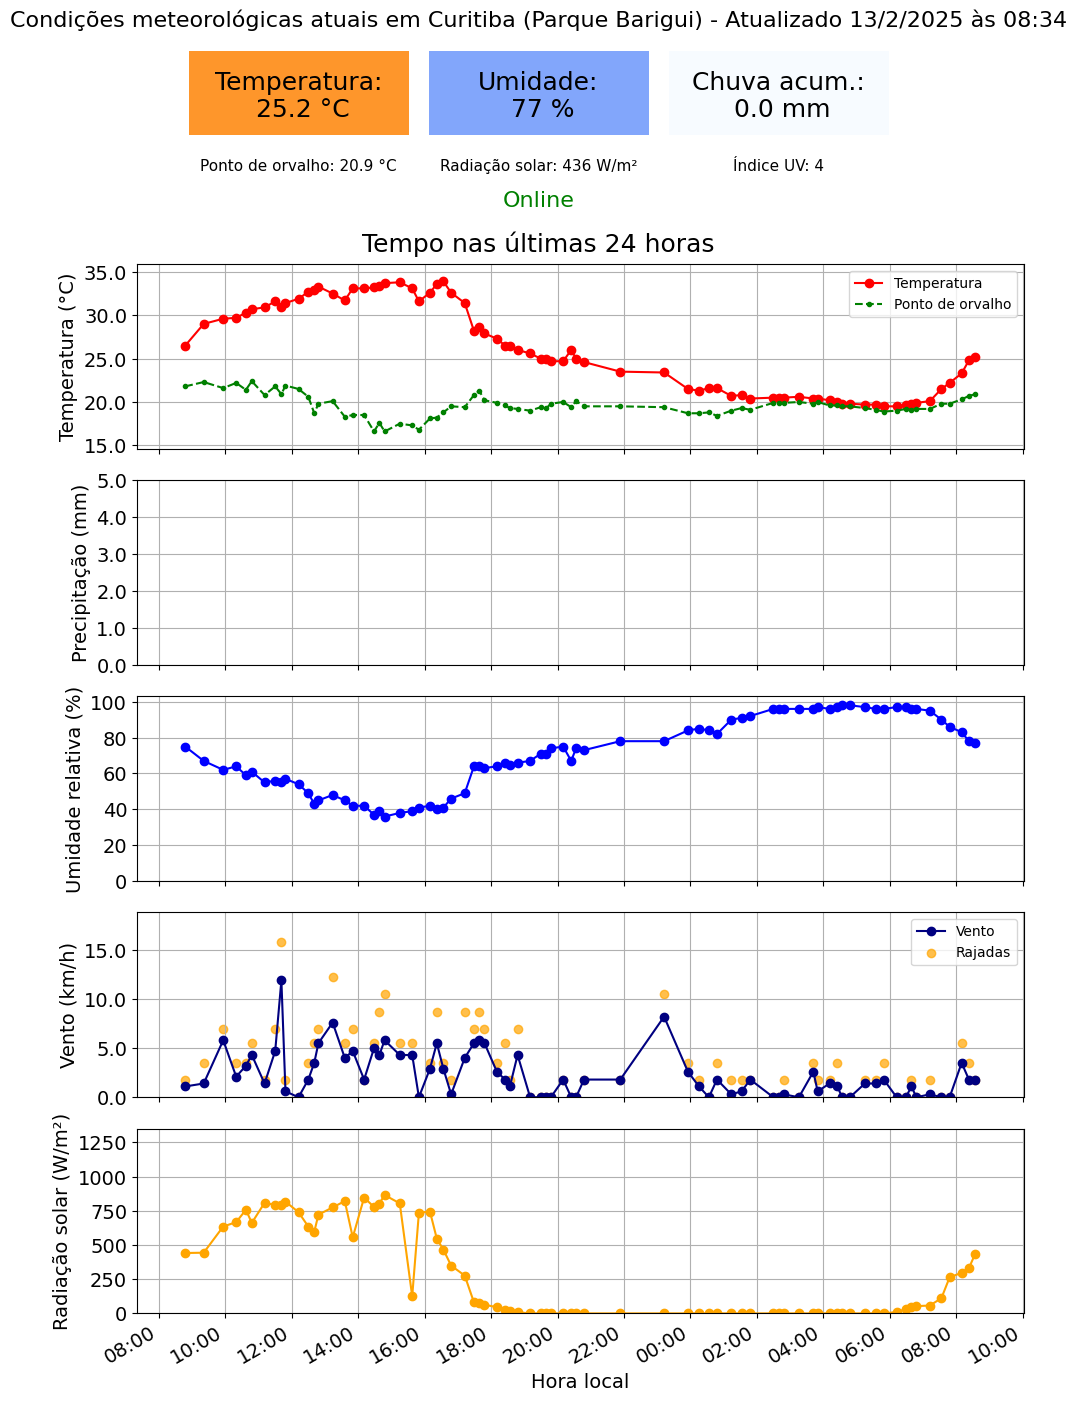 Condições meteorológicas atuais em Curitiba (Parque Barigui) - Atualizado 13/2/2025 às 08:34
Temperatura:
25.2 °C
Umidade:
77 %
Chuva acum.:
0.0 mm
Ponto de orvalho: 20.9 °C
Radiação solar: 436 W/m²
Índice UV: 4
Online
Tempo nas últimas 24 horas
Temperatura (°C)
35.0
30.0
25.0
20.0
15.0
Temperatura
Ponto de orvalho
Precipitação (mm)
5.0
4.0
3.0
2.0
1.0
0.0
Umidade relativa (%)
100
80
60
40
20
0
Vento (km/h)
15.0
10.0
5.0
0.0
Vento
Rajadas
Radiação solar (W/m²)
1250
1000
750
500
250
0
08:00
10:00
12:00
14:00
16:00
18:00
20:00
22:00
00:00
02:00
04:00
06:00
08:00
10:00
Hora local